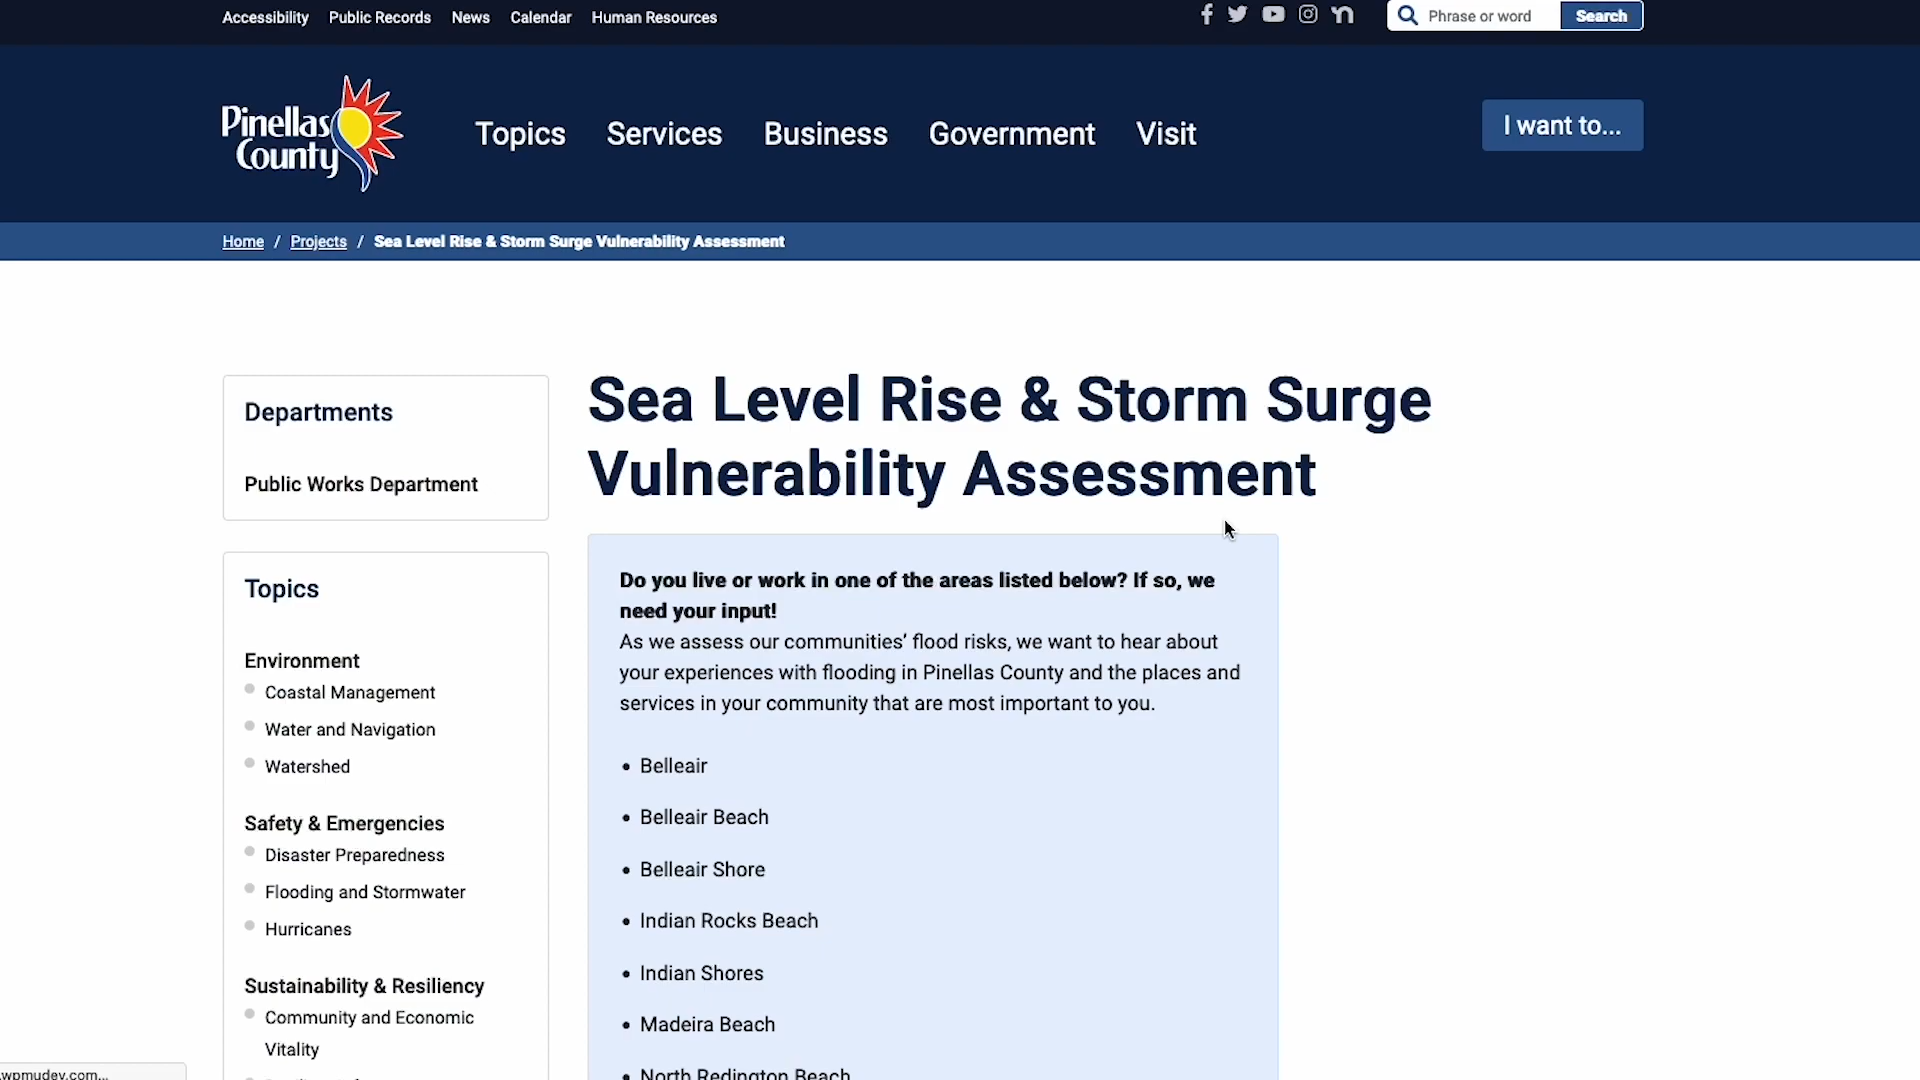 Accessibility Public Records News Calendar Human Resources
Phrase or word Search
Pinellas County
Topics Services Business Government Visit
I want to...
Home / Projects / Sea Level Rise & Storm Surge Vulnerability Assessment
Departments
Public Works Department
Topics
Environment
Coastal Management
Water and Navigation
Watershed
Safety & Emergencies
Disaster Preparedness
Flooding and Stormwater
Hurricanes
Sustainability & Resiliency
Community and Economic
Vitality
Sea Level Rise & Storm Surge
Vulnerability Assessment
Do you live or work in one of the areas listed below? If so, we
need your input!
As we assess our communities’ flood risks, we want to hear about
your experiences with flooding in Pinellas County and the places and
services in your community that are most important to you.
• Belleair
• Belleair Beach
• Belleair Shore
• Indian Rocks Beach
• Indian Shores
• Madeira Beach
• North Redington Beach
.wpmudev.com...